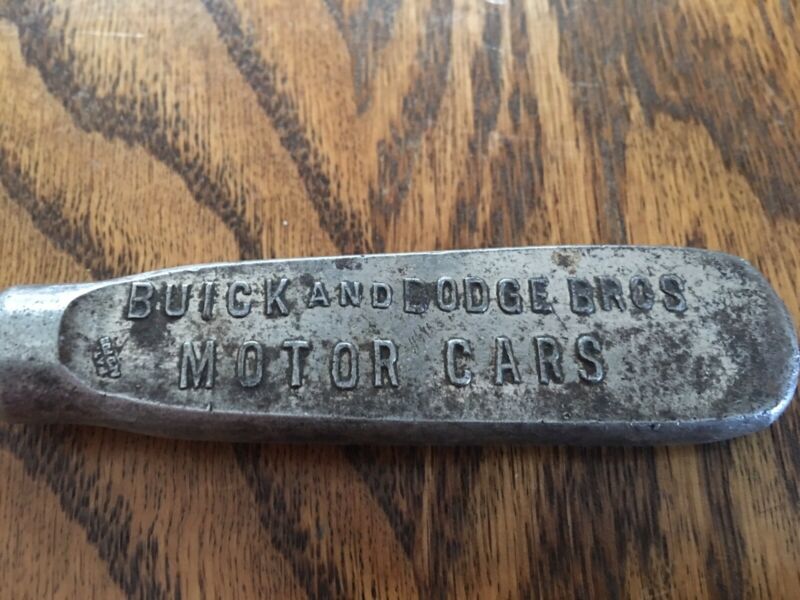 BUICK AND DODGE BROS
MOTOR CARS